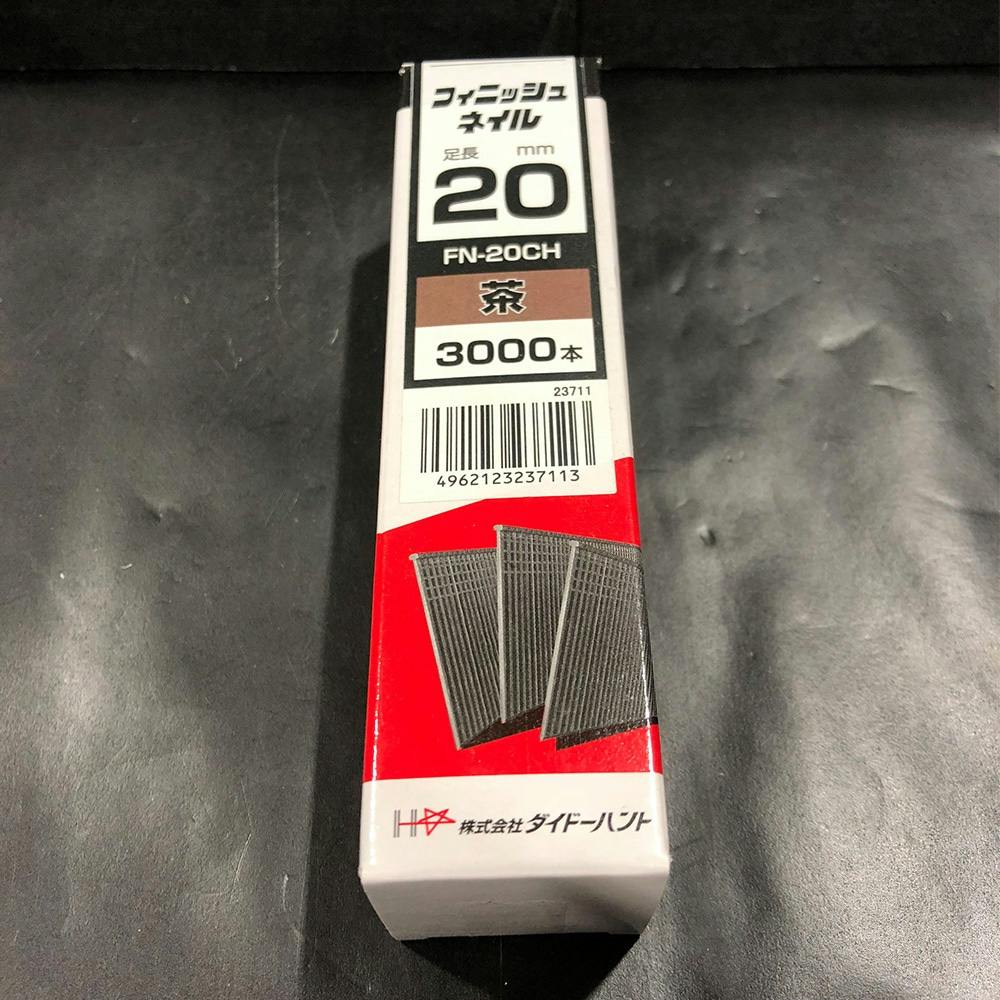 フィニッシュ
ネイル
足長 mm
20
FN-20CH
茶
3000本
23711
4962123237113
株式会社ダイドーハント